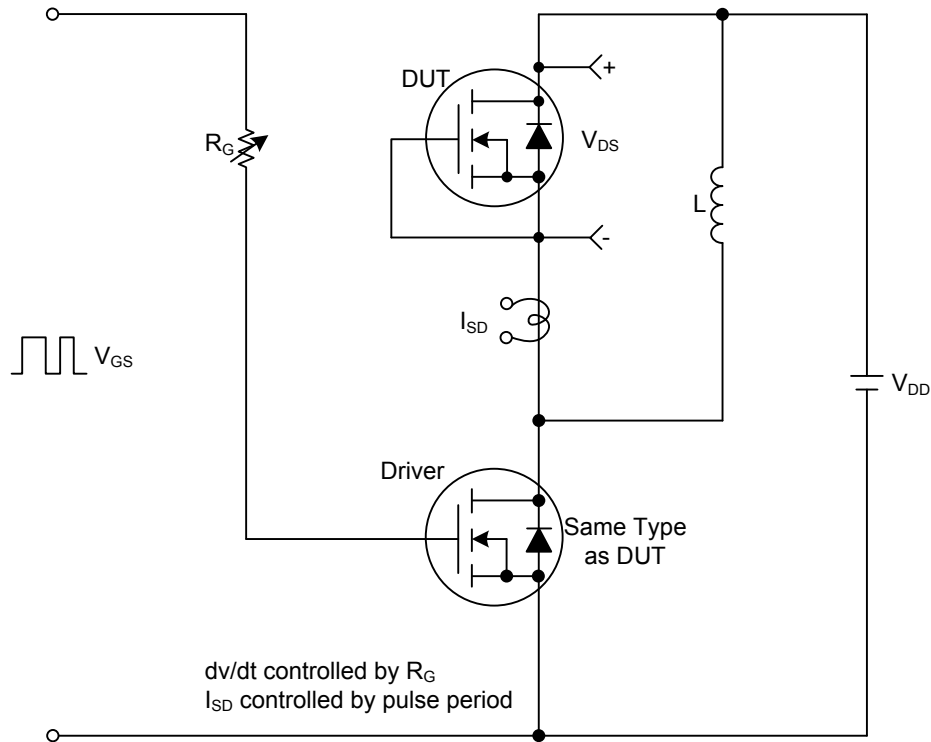 DUT
+
R_G
V_DS
L
-
I_SD
V_GS
V_DD
Driver
Same Type
as DUT
dv/dt controlled by R_G
I_SD controlled by pulse period